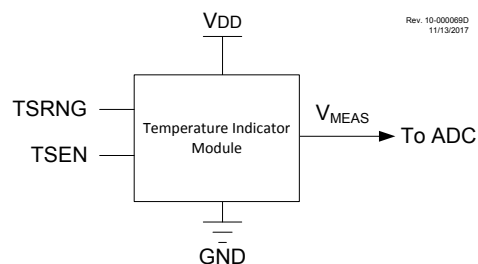 Rev. 10-000069D
11/13/2017
VDD
TSRNG
TSEN
Temperature Indicator
Module
VMEAS
To ADC
GND